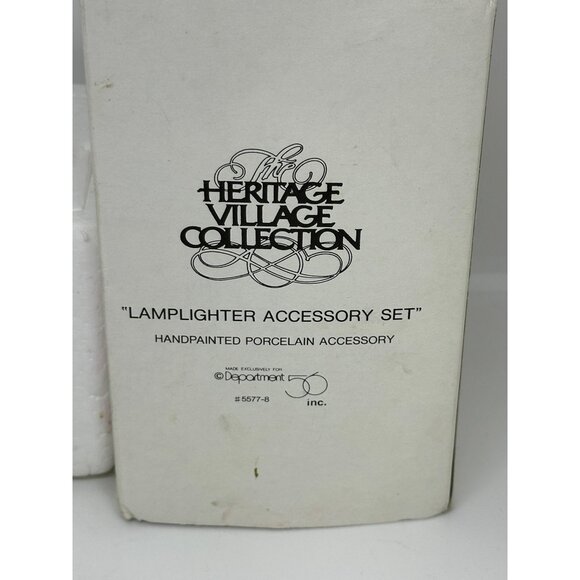 The
HERITAGE
VILLAGE
COLLECTION
"LAMPLIGHTER ACCESSORY SET"
HANDPAINTED PORCELAIN ACCESSORY
MADE EXCLUSIVELY FOR
©Department 56
#5577-8 inc.